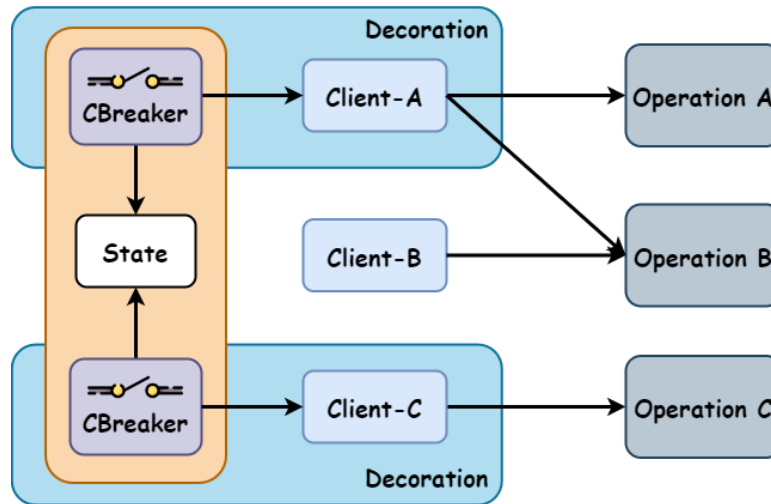 Decoration
CBreaker
Client-A
Operation A
State
Client-B
Operation B
CBreaker
Client-C
Operation C
Decoration